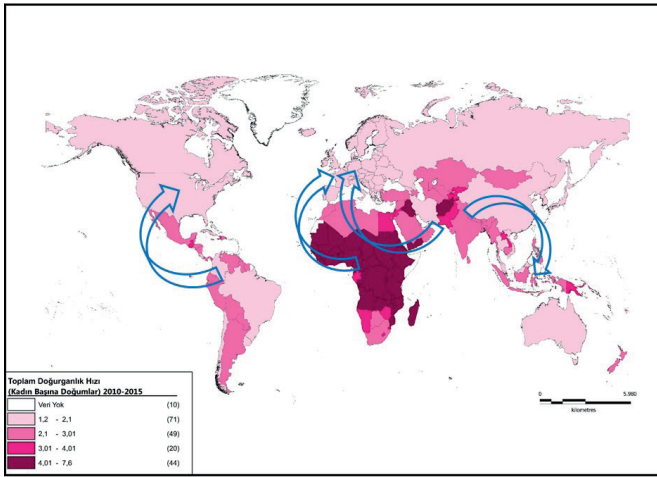 Toplam Doğurganlık Hızı
(Kadın Başına Doğumlar) 2010-2015
Veri Yok (10)
1,2 - 2,1 (71)
2,1 - 3,01 (49)
3,01 - 4,01 (20)
4,01 - 7,6 (44)
0 5.980
kilometres